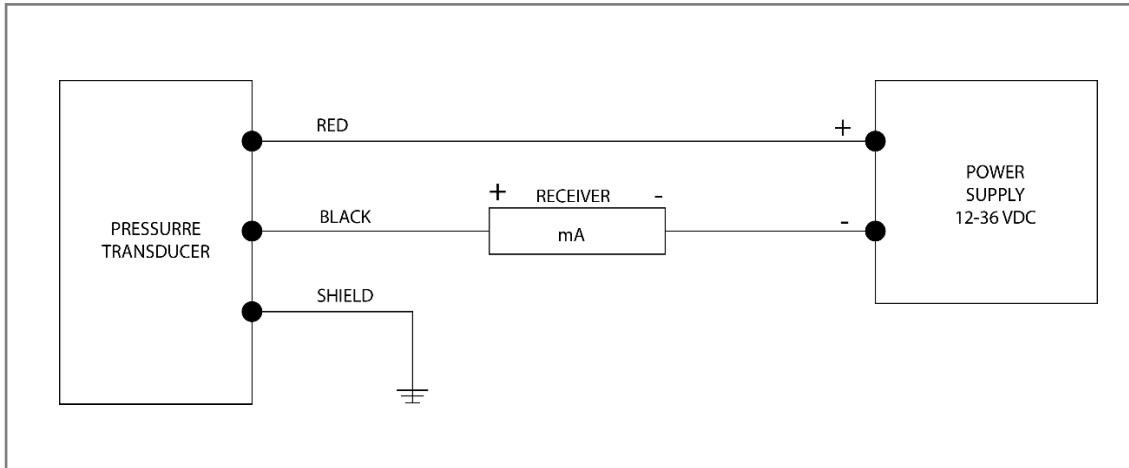 RED
+
POWER
SUPPLY
12-36 VDC
+ RECEIVER -
BLACK
mA
-
PRESSURRE
TRANSDUCER
SHIELD